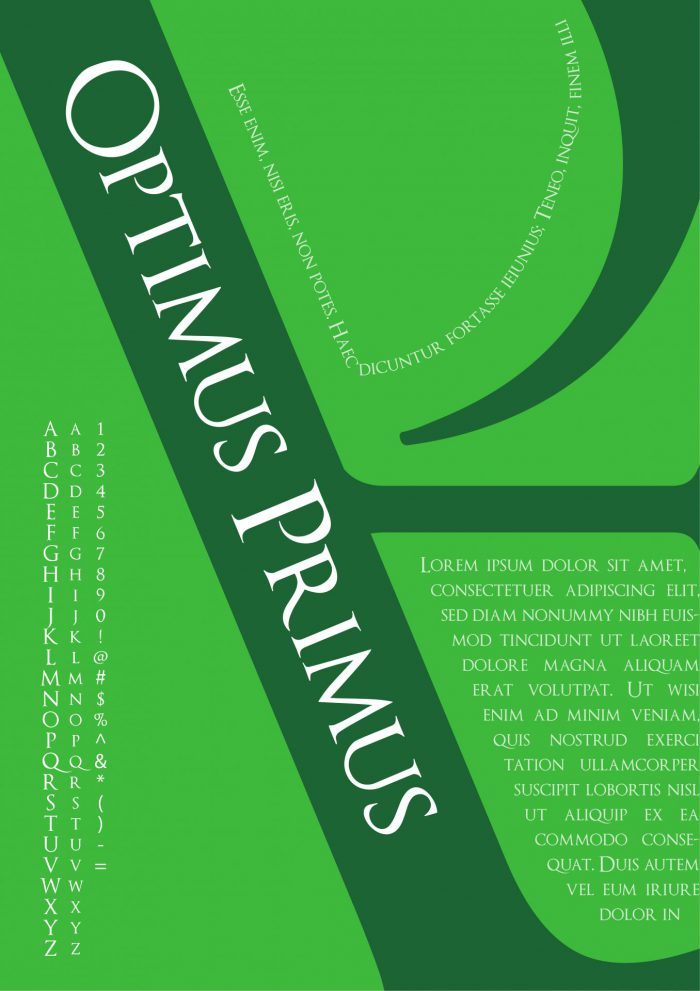 Optimus Primus
Esse enim, nisi eris, non potes. Haec dicuntur fortasse ieiunius; Teneo, inquit, finem illi
A A 1
B B 2
C C 3
D D 4
E E 5
F F 6
G G 7
H H 8
I I 9
J J 0
K K !
L L @
M M #
N N $
O O %
P P ^
Q Q &
R R *
S S (
T T )
U U -
V V =
W W
X X
Y Y
Z Z
Lorem ipsum dolor sit amet,
consectetuer adipiscing elit,
sed diam nonummy nibh euis-
mod tincidunt ut laoreet
dolore magna aliquam
erat volutpat. Ut wisi
enim ad minim veniam,
quis nostrud exerci
tation ullamcorper
suscipit lobortis nisl
ut aliquip ex ea
commodo conse-
quat. Duis autem
vel eum iriure
dolor in